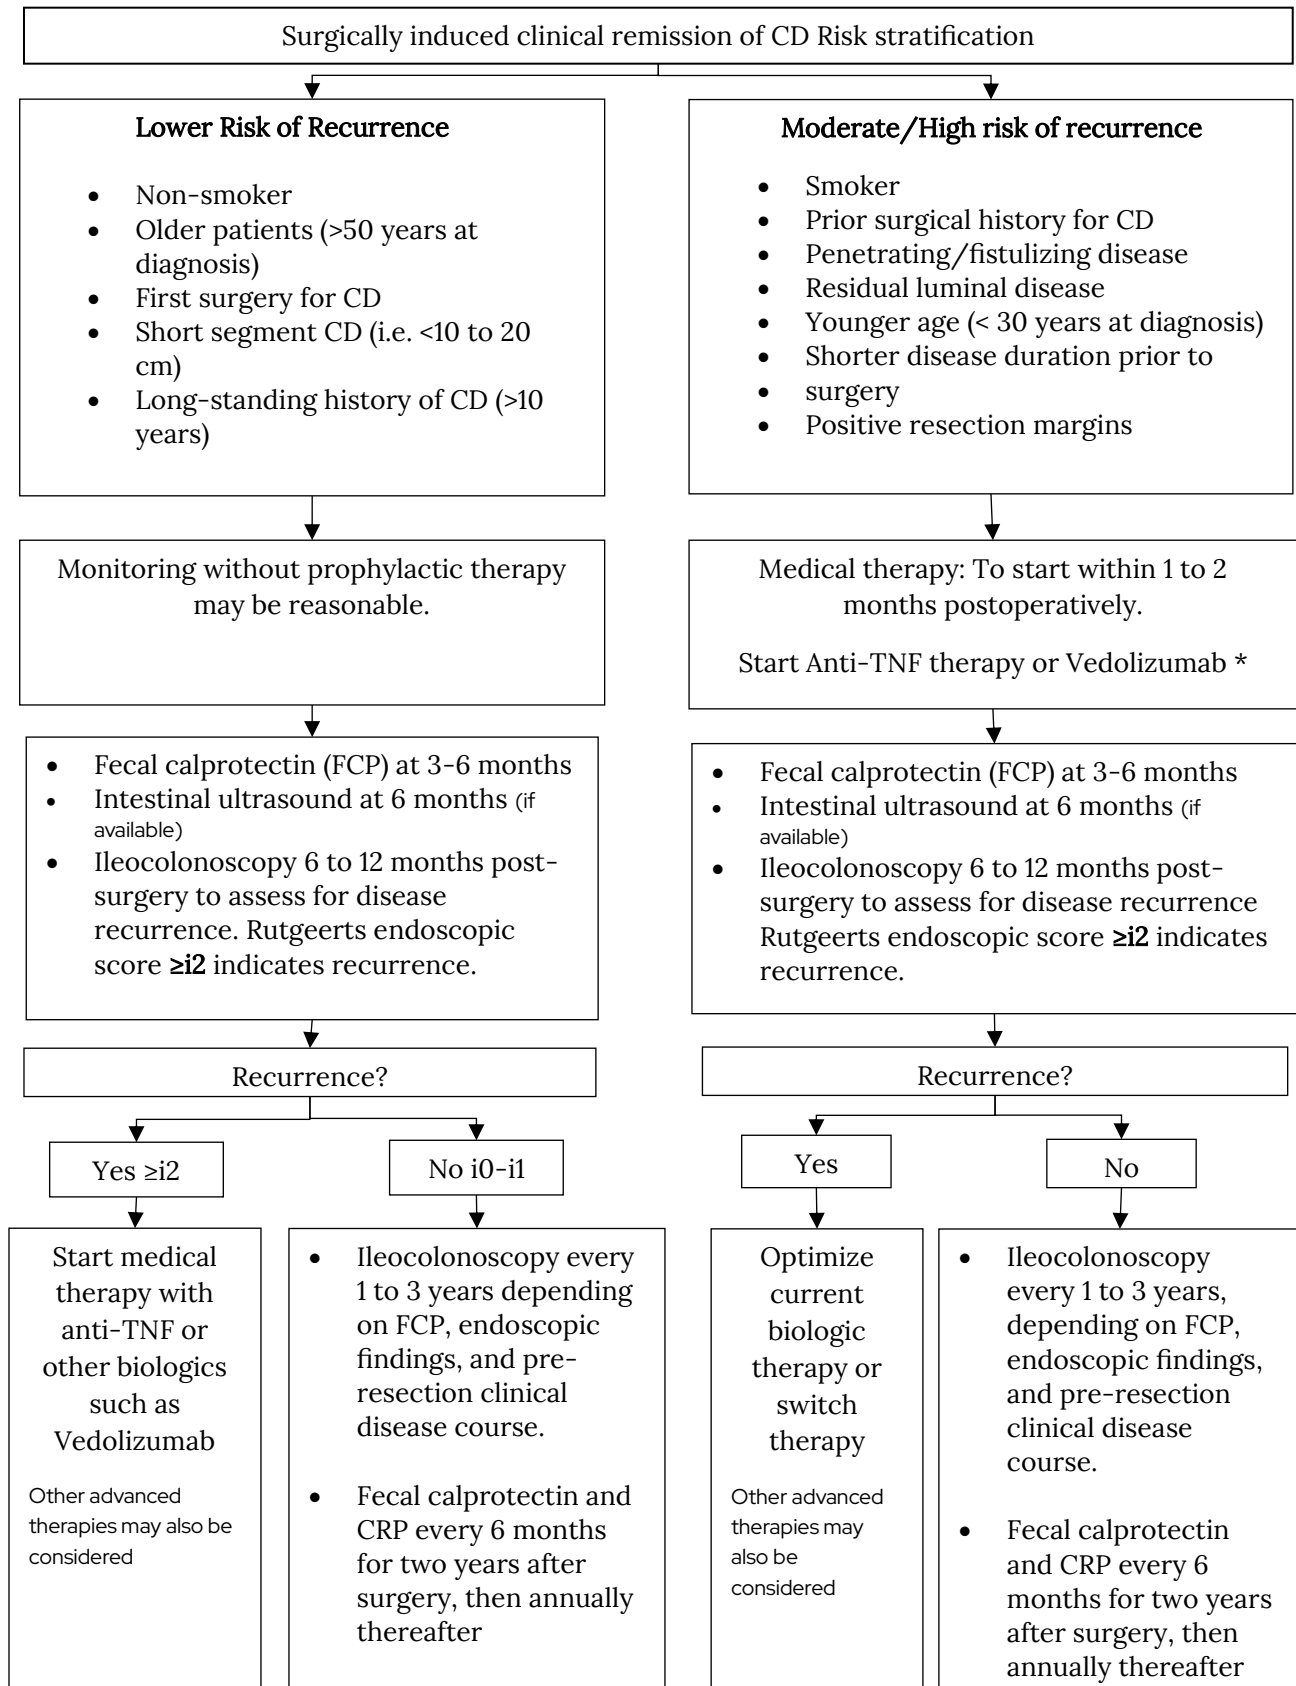 Surgically induced clinical remission of CD Risk stratification
Lower Risk of Recurrence
• Non-smoker
• Older patients (>50 years at
diagnosis)
• First surgery for CD
• Short segment CD (i.e. <10 to 20
cm)
• Long-standing history of CD (>10
years)
Moderate/High risk of recurrence
• Smoker
• Prior surgical history for CD
• Penetrating/fistulizing disease
• Residual luminal disease
• Younger age (< 30 years at diagnosis)
• Shorter disease duration prior to
• surgery
• Positive resection margins
Monitoring without prophylactic therapy
may be reasonable.
Medical therapy: To start within 1 to 2
months postoperatively.
Start Anti-TNF therapy or Vedolizumab *
• Fecal calprotectin (FCP) at 3-6 months
• Intestinal ultrasound at 6 months (if
available)
• Ileocolonoscopy 6 to 12 months post-
surgery to assess for disease
recurrence. Rutgeerts endoscopic
score ≥i2 indicates recurrence.
• Fecal calprotectin (FCP) at 3-6 months
• Intestinal ultrasound at 6 months (if
available)
• Ileocolonoscopy 6 to 12 months post-
surgery to assess for disease recurrence
Rutgeerts endoscopic score ≥i2 indicates
recurrence.
Recurrence?
Recurrence?
Yes ≥i2
No i0-i1
Yes
No
Start medical
therapy with
anti-TNF or
other biologics
such as
Vedolizumab
Other advanced
therapies may also be
considered
• Ileocolonoscopy every
1 to 3 years depending
on FCP, endoscopic
findings, and pre-
resection clinical
disease course.
• Fecal calprotectin and
CRP every 6 months
for two years after
surgery, then annually
thereafter
Optimize
current
biologic
therapy or
switch
therapy
Other advanced
therapies may
also be
considered
• Ileocolonoscopy
every 1 to 3 years,
depending on FCP,
endoscopic findings,
and pre-resection
clinical disease
course.
• Fecal calprotectin
and CRP every 6
months for two years
after surgery, then
annually thereafter